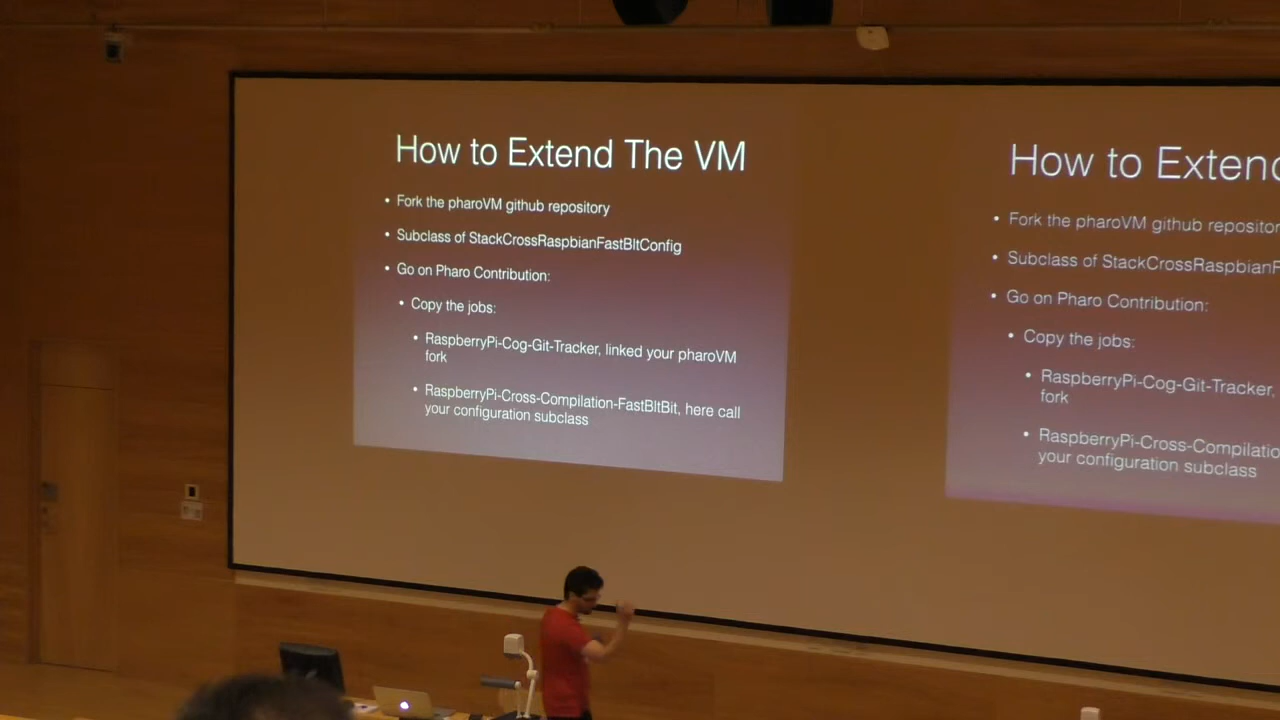 How to Extend The VM
• Fork the pharoVM github repository
• Subclass of StackCrossRaspbianFastBltConfig
• Go on Pharo Contribution:
• Copy the jobs:
• RaspberryPi-Cog-Git-Tracker, linked your pharoVM
fork
• RaspberryPi-Cross-Compilation-FastBltBit, here call
your configuration subclass
How to Extend
• Fork the pharoVM github repositor
• Subclass of StackCrossRaspbianF
• Go on Pharo Contribution:
• Copy the jobs:
• RaspberryPi-Cog-Git-Tracker,
fork
• RaspberryPi-Cross-Compilatio
your configuration subclass